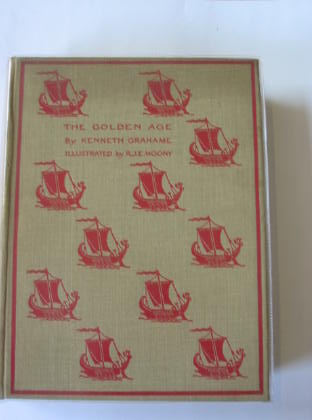 THE GOLDEN AGE
By KENNETH GRAHAME
ILLUSTRATED by R.J.E. MOONY